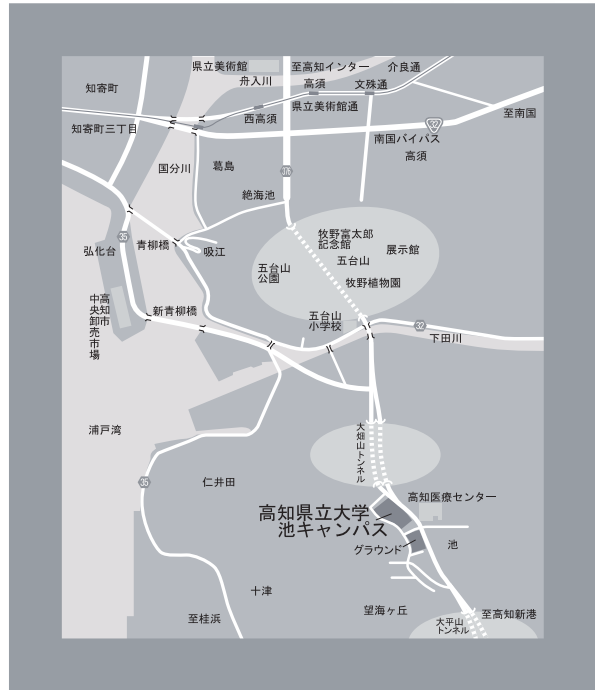 県立美術館
至高知インター
介良通
舟入川
高須
文殊通
知寄町
県立美術館通
西高須
至南国
知寄町三丁目
32
南国バイパス
高須
国分川
葛島
376
絶海池
35
弘化台
青柳橋
吸江
牧野富太郎
記念館
展示館
五台山
五台山
公園
牧野植物園
高知市
中央卸売市場
新青柳橋
五台山
小学校
32
下田川
浦戸湾
大畑山トンネル
35
仁井田
高知医療センター
高知県立大学
池キャンパス
グラウンド
池
十津
望海ヶ丘
至高知新港
至桂浜
大平山
トンネル